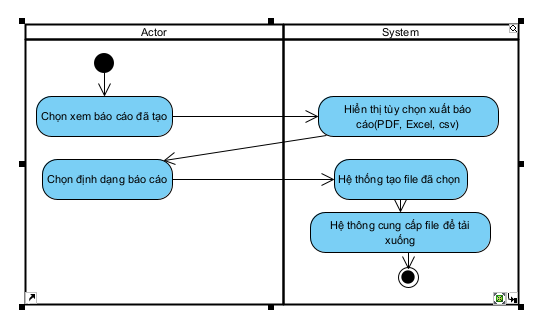 Actor
System
Chọn xem báo cáo đã tạo
Hiển thị tùy chọn xuất báo
cáo(PDF, Excel, csv)
Chọn định dạng báo cáo
Hệ thống tạo file đã chọn
Hệ thông cung cấp file để tải
xuống